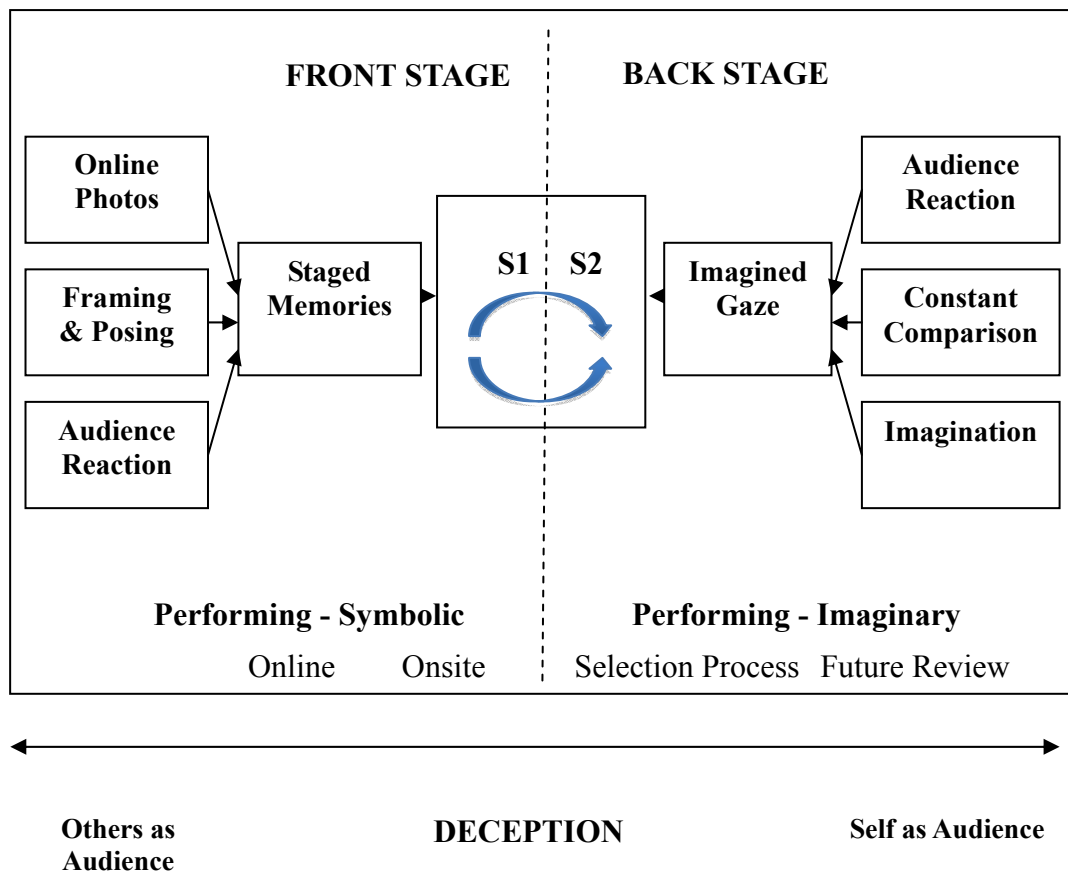 FRONT STAGE
BACK STAGE
Online
Photos
Framing
& Posing
Audience
Reaction
Staged
Memories
S1
S2
Imagined
Gaze
Audience
Reaction
Constant
Comparison
Imagination
Performing - Symbolic
Performing - Imaginary
Online
Onsite
Selection Process
Future Review
Others as
Audience
DECEPTION
Self as Audience